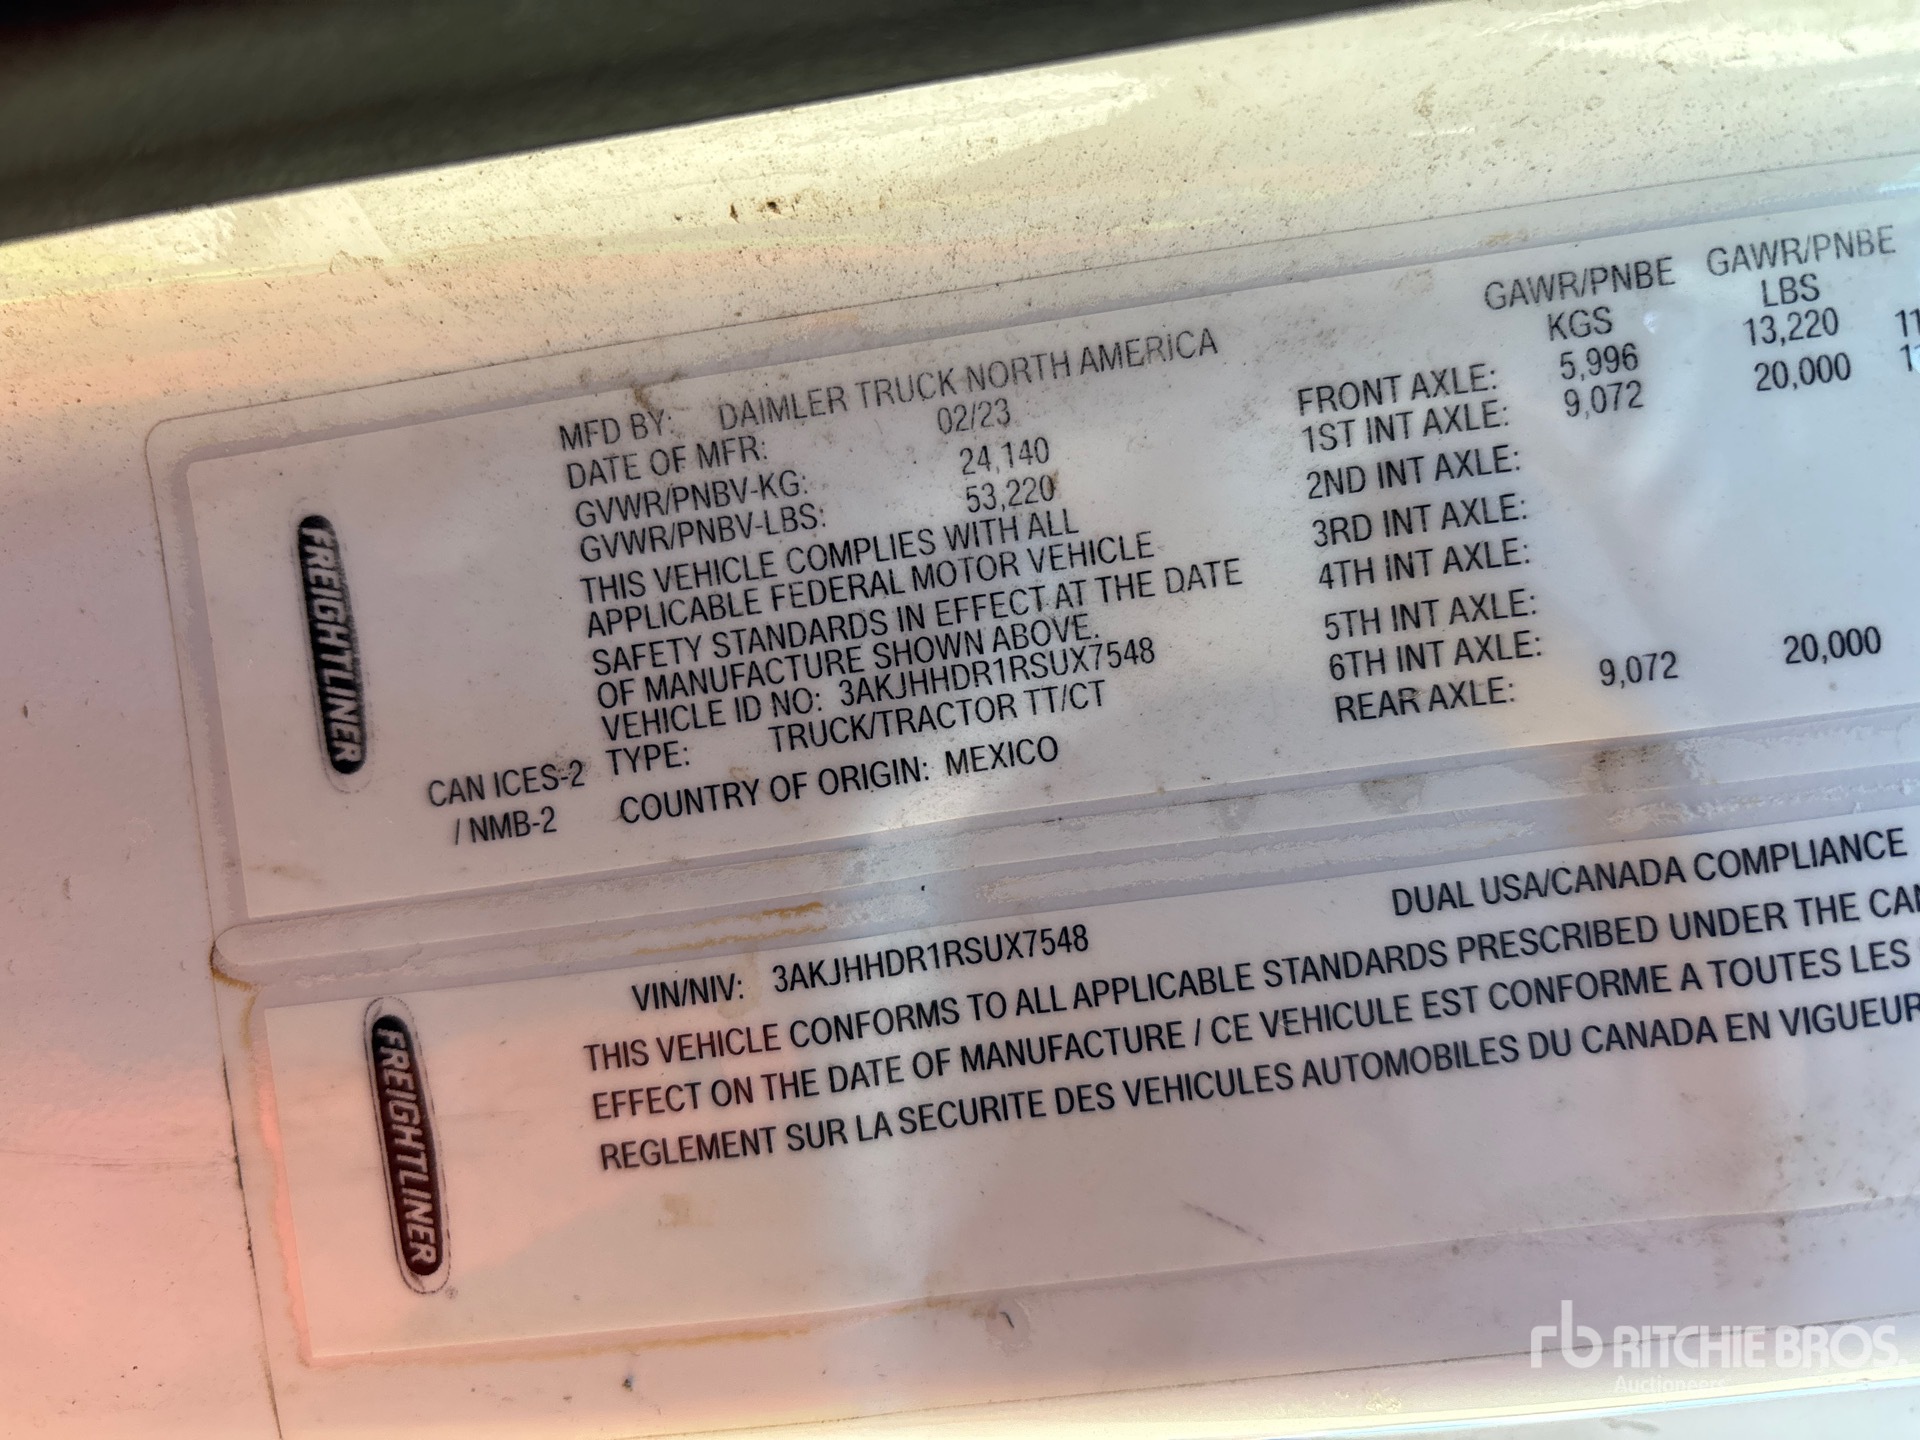 FREIGHTLINER
MFD BY: DAIMLER TRUCK NORTH AMERICA
DATE OF MFR: 02/23
GVWR/PNBV-KG: 24,140
GVWR/PNBV-LBS: 53,220
THIS VEHICLE COMPLIES WITH ALL
APPLICABLE FEDERAL MOTOR VEHICLE
SAFETY STANDARDS IN EFFECT AT THE DATE
OF MANUFACTURE SHOWN ABOVE.
VEHICLE ID NO: 3AKJHHDR1RSUX7548
TYPE: TRUCK/TRACTOR TT/CT
CAN ICES-2
/ NMB-2
COUNTRY OF ORIGIN: MEXICO
GAWR/PNBE GAWR/PNBE
KGS LBS
FRONT AXLE: 5,996 13,220
1ST INT AXLE: 9,072 20,000
2ND INT AXLE:
3RD INT AXLE:
4TH INT AXLE:
5TH INT AXLE:
6TH INT AXLE:
REAR AXLE: 9,072 20,000
FREIGHTLINER
VIN/NIV: 3AKJHHDR1RSUX7548
DUAL USA/CANADA COMPLIANCE
THIS VEHICLE CONFORMS TO ALL APPLICABLE STANDARDS PRESCRIBED UNDER THE
EFFECT ON THE DATE OF MANUFACTURE / CE VEHICULE EST CONFORME A TOUTES LES
REGLEMENT SUR LA SECURITE DES VEHICULES AUTOMOBILES DU CANADA EN VIGUEUR
rb RITCHIE BROS.
Auctioneers